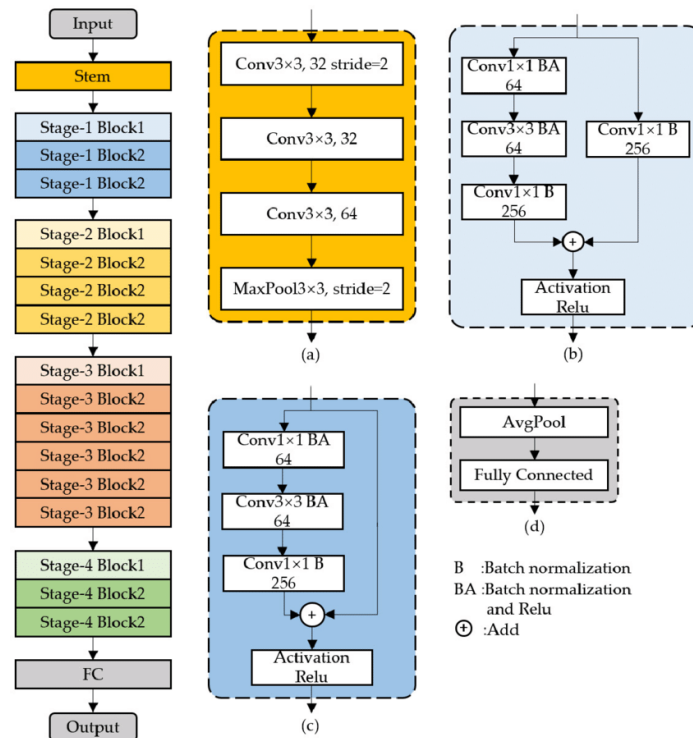 Input
Stem
Stage-1 Block1
Stage-1 Block2
Stage-1 Block2
Stage-2 Block1
Stage-2 Block2
Stage-2 Block2
Stage-2 Block2
Stage-3 Block1
Stage-3 Block2
Stage-3 Block2
Stage-3 Block2
Stage-3 Block2
Stage-3 Block2
Stage-4 Block1
Stage-4 Block2
Stage-4 Block2
FC
Output
Conv3×3, 32 stride=2
Conv3×3, 32
Conv3×3, 64
MaxPool3×3, stride=2
(a)
Conv1×1 BA
64
Conv3×3 BA
64
Conv1×1 B
256
Conv1×1 B
256
+
Activation
Relu
(b)
Conv1×1 BA
64
Conv3×3 BA
64
Conv1×1 B
256
+
Activation
Relu
(c)
AvgPool
Fully Connected
(d)
B :Batch normalization
BA :Batch normalization
and Relu
+ :Add